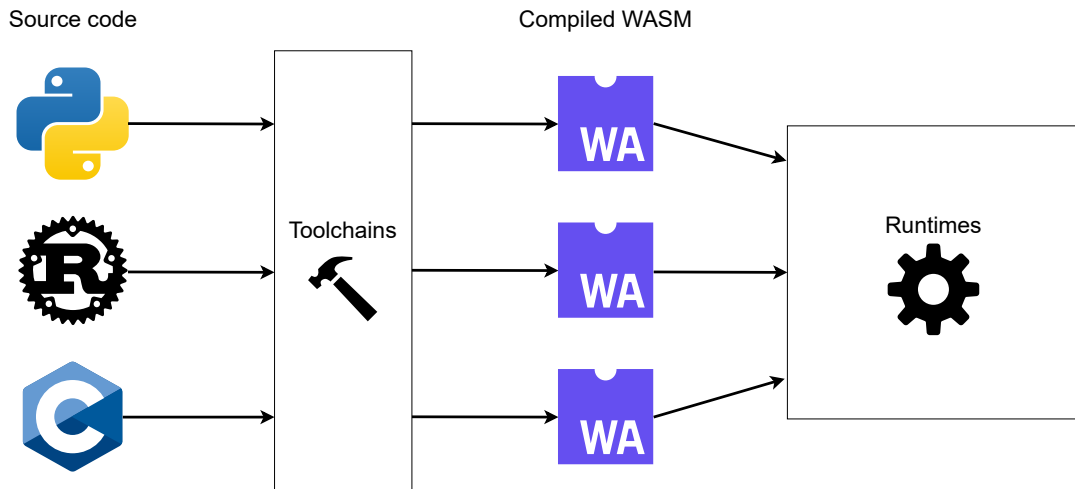 Source code
Compiled WASM
Toolchains
Runtimes
WA
WA
WA
R
C